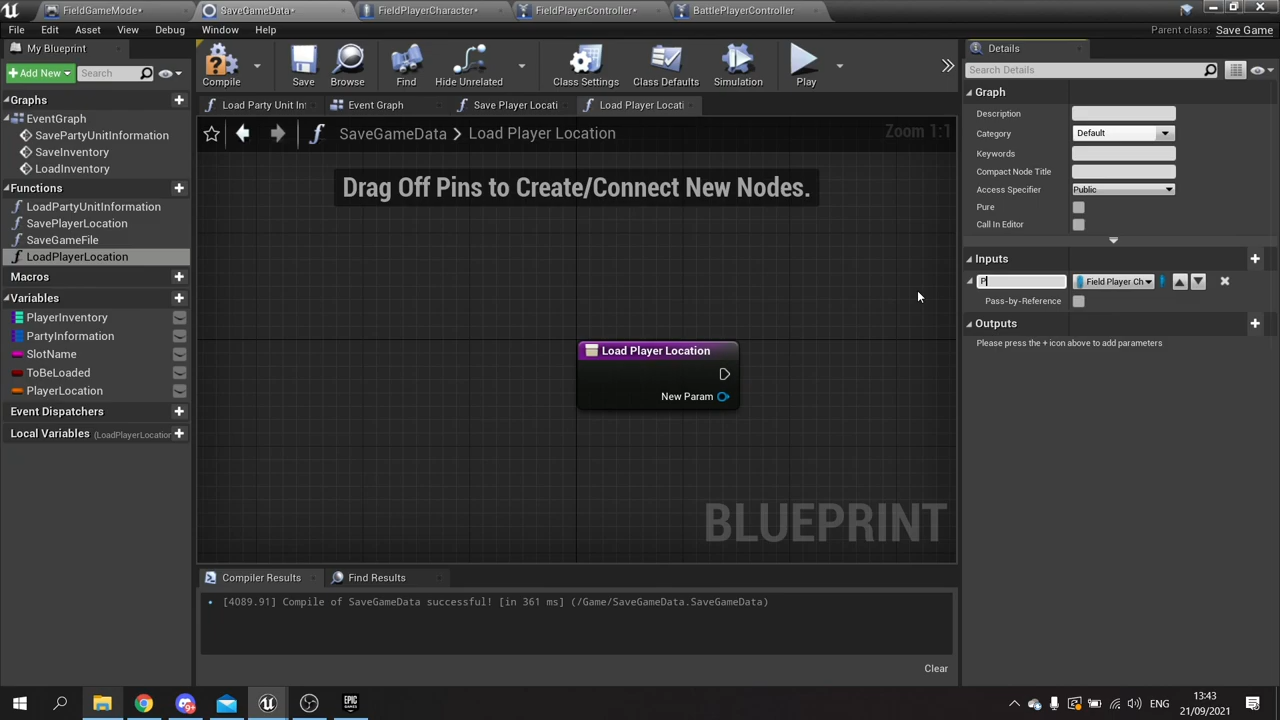 FieldGameMode*
SaveGameData*
FieldPlayerCharacter*
FieldPlayerController*
BattlePlayerController
File Edit Asset View Debug Window Help
Parent class: Save Game
My Blueprint
Add New
Search
Compile
Save
Browse
Find
Hide Unrelated
Class Settings
Class Defaults
Simulation
Play
Details
Search Details
Graphs
EventGraph
SavePartyUnitInformation
SaveInventory
LoadInventory
Functions
LoadPartyUnitInformation
SavePlayerLocation
SaveGameFile
LoadPlayerLocation
Macros
Variables
PlayerInventory
PartyInformation
SlotName
ToBeLoaded
PlayerLocation
Event Dispatchers
Local Variables (LoadPlayerLocation
Load Party Unit In
Event Graph
Save Player Locati
Load Player Locati
SaveGameData > Load Player Location
Zoom 1:1
Drag Off Pins to Create/Connect New Nodes.
Load Player Location
New Param
BLUEPRINT
Compiler Results
Find Results
[4089.91] Compile of SaveGameData successful! [in 361 ms] (/Game/SaveGameData.SaveGameData)
Clear
Graph
Description
Category
Default
Keywords
Compact Node Title
Access Specifier
Public
Pure
Call In Editor
Inputs
P
Field Player Ch
Pass-by-Reference
Outputs
Please press the + icon above to add parameters
EPIC GAMES
ENG
13:43
21/09/2021